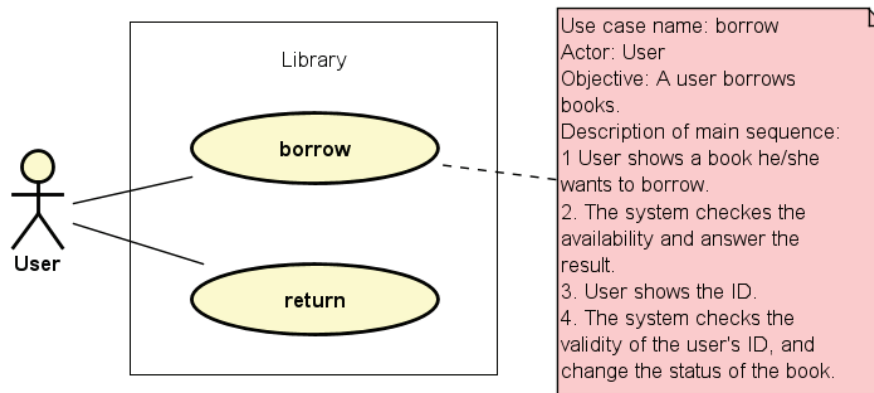 Library
borrow
return
User
Use case name: borrow
Actor: User
Objective: A user borrows
books.
Description of main sequence:
1 User shows a book he/she
wants to borrow.
2. The system checkes the
availability and answer the
result.
3. User shows the ID.
4. The system checks the
validity of the user's ID, and
change the status of the book.